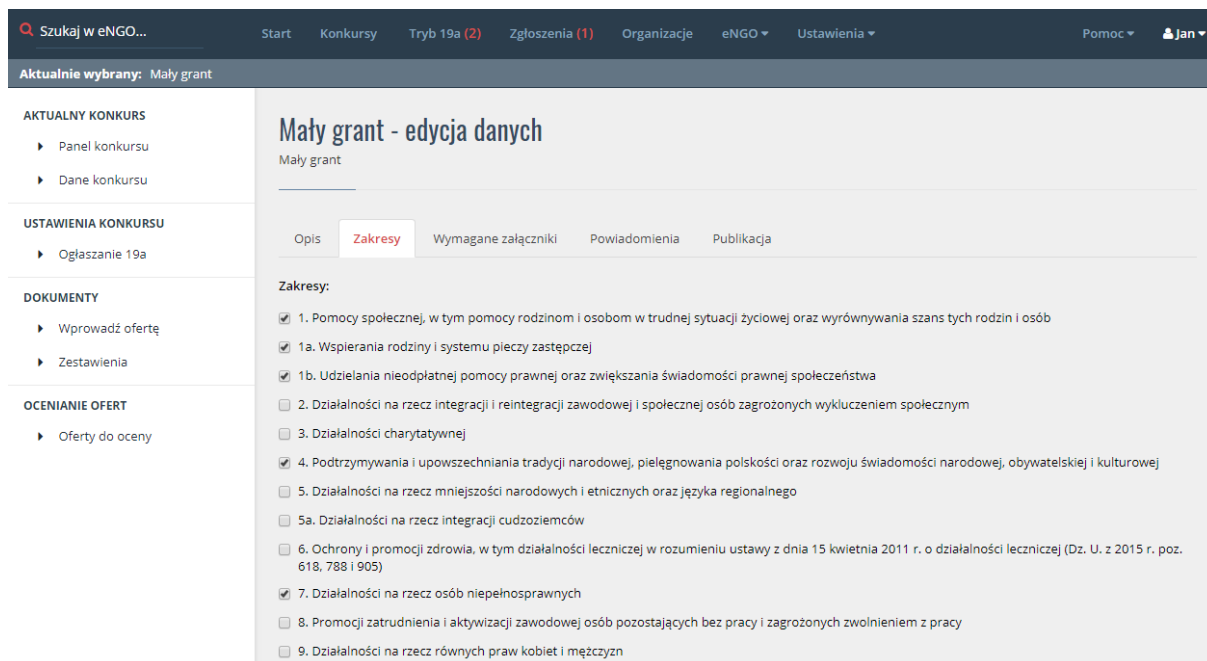 Szukaj w eNGO...
Start Konkursy Tryb 19a (2) Zgłoszenia (1) Organizacje eNGO Ustawienia Pomoc Jan
Aktualnie wybrany: Mały grant
AKTUALNY KONKURS
Panel konkursu
Dane konkursu
USTAWIENIA KONKURSU
Ogłaszanie 19a
DOKUMENTY
Wprowadź ofertę
Zestawienia
OCENIANIE OFERT
Oferty do oceny
Mały grant - edycja danych
Mały grant
Opis Zakresy Wymagane załączniki Powiadomienia Publikacja
Zakresy:
1. Pomocy społecznej, w tym pomocy rodzinom i osobom w trudnej sytuacji życiowej oraz wyrównywania szans tych rodzin i osób
1a. Wspierania rodziny i systemu pieczy zastępczej
1b. Udzielania nieodpłatnej pomocy prawnej oraz zwiększania świadomości prawnej społeczeństwa
2. Działalności na rzecz integracji i reintegracji zawodowej i społecznej osób zagrożonych wykluczeniem społecznym
3. Działalności charytatywnej
4. Podtrzymywania i upowszechniania tradycji narodowej, pielęgnowania polskości oraz rozwoju świadomości narodowej, obywatelskiej i kulturowej
5. Działalności na rzecz mniejszości narodowych i etnicznych oraz języka regionalnego
5a. Działalności na rzecz integracji cudzoziemców
6. Ochrony i promocji zdrowia, w tym działalności leczniczej w rozumieniu ustawy z dnia 15 kwietnia 2011 r. o działalności leczniczej (Dz. U. z 2015 r. poz.
618, 788 i 905)
7. Działalności na rzecz osób niepełnosprawnych
8. Promocji zatrudnienia i aktywizacji zawodowej osób pozostających bez pracy i zagrożonych zwolnieniem z pracy
9. Działalności na rzecz równych praw kobiet i mężczyzn